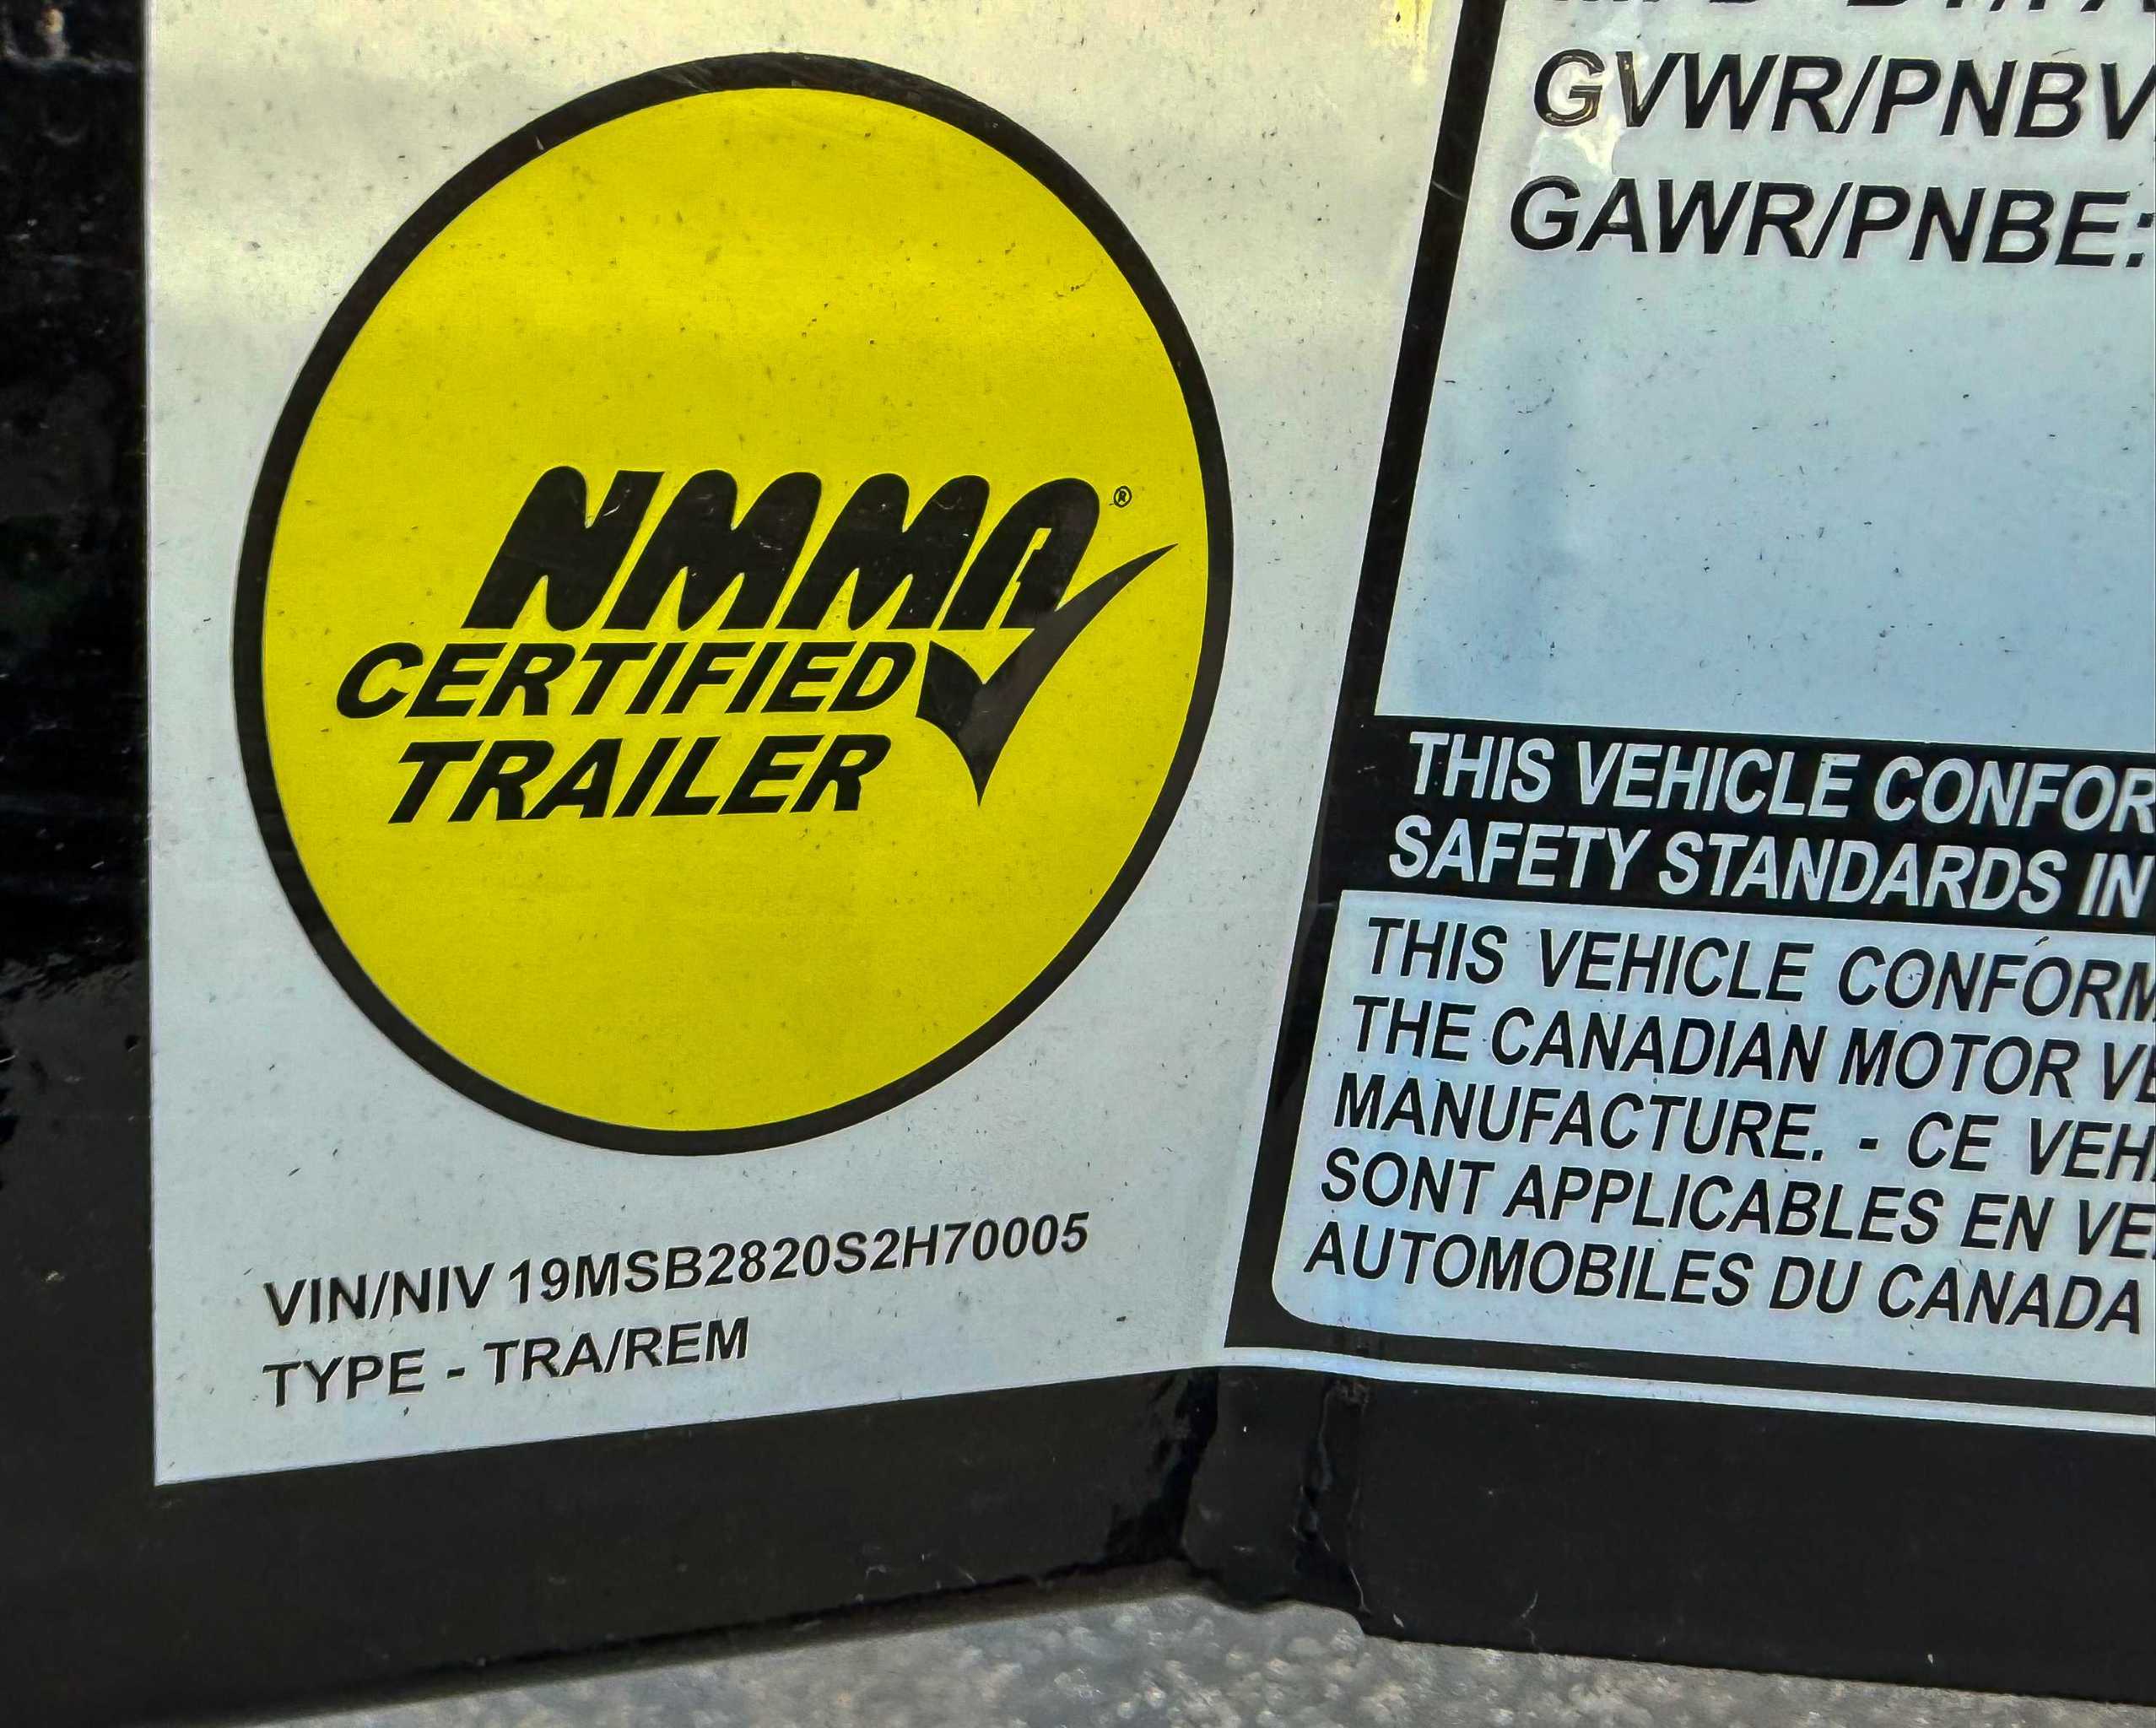 NMMA®
CERTIFIED
TRAILER
VIN/NIV 19MSB2820S2H70005
TYPE - TRA/REM
GVWR/PNBV
GAWR/PNBE:
THIS VEHICLE CONFOR
SAFETY STANDARDS IN
THIS VEHICLE CONFORM
THE CANADIAN MOTOR VE
MANUFACTURE. - CE VEH
SONT APPLICABLES EN VE
AUTOMOBILES DU CANADA